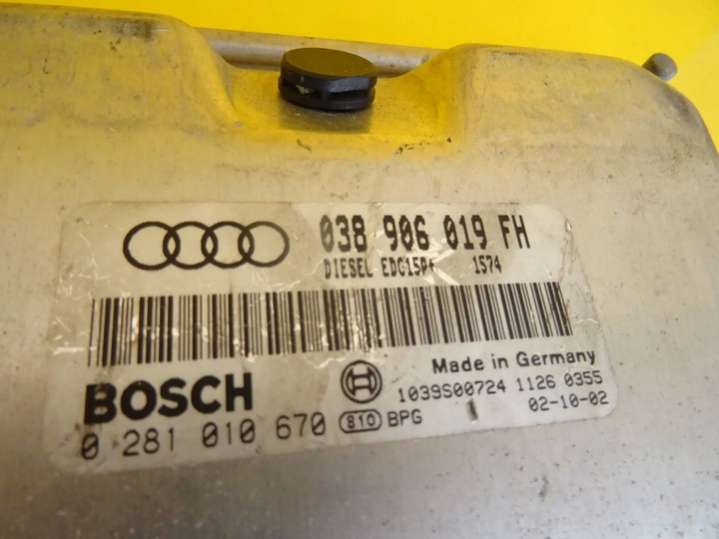 038 906 019 FH
DIESEL EDC15P+ 1574
Made in Germany
BOSCH
1039S00724 1126 0355
0 281 010 670 810 BPG 02-10-02